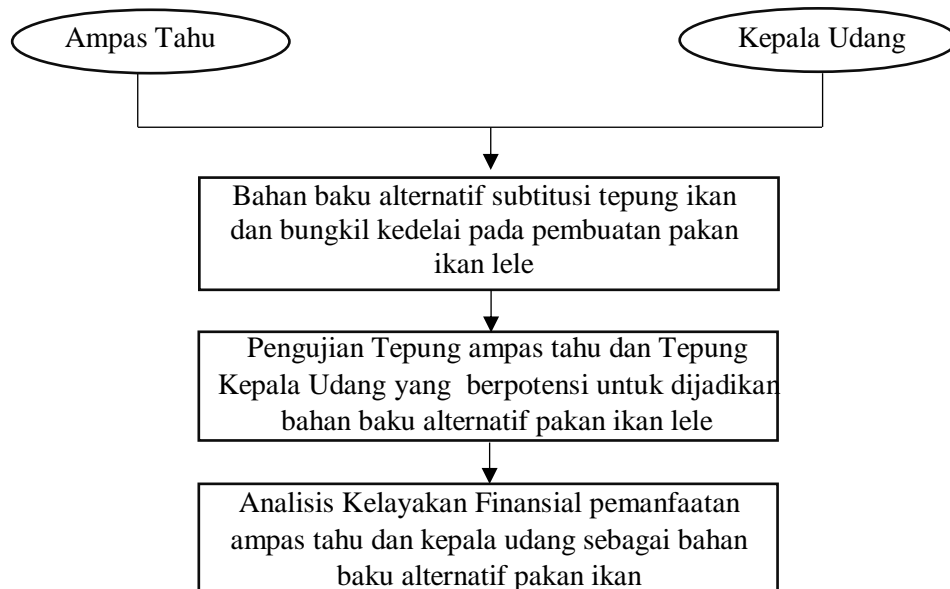 Ampas Tahu
Kepala Udang
Bahan baku alternatif subtitusi tepung ikan
dan bungkil kedelai pada pembuatan pakan
ikan lele
Pengujian Tepung ampas tahu dan Tepung
Kepala Udang yang berpotensi untuk dijadikan
bahan baku alternatif pakan ikan lele
Analisis Kelayakan Finansial pemanfaatan
ampas tahu dan kepala udang sebagai bahan
baku alternatif pakan ikan